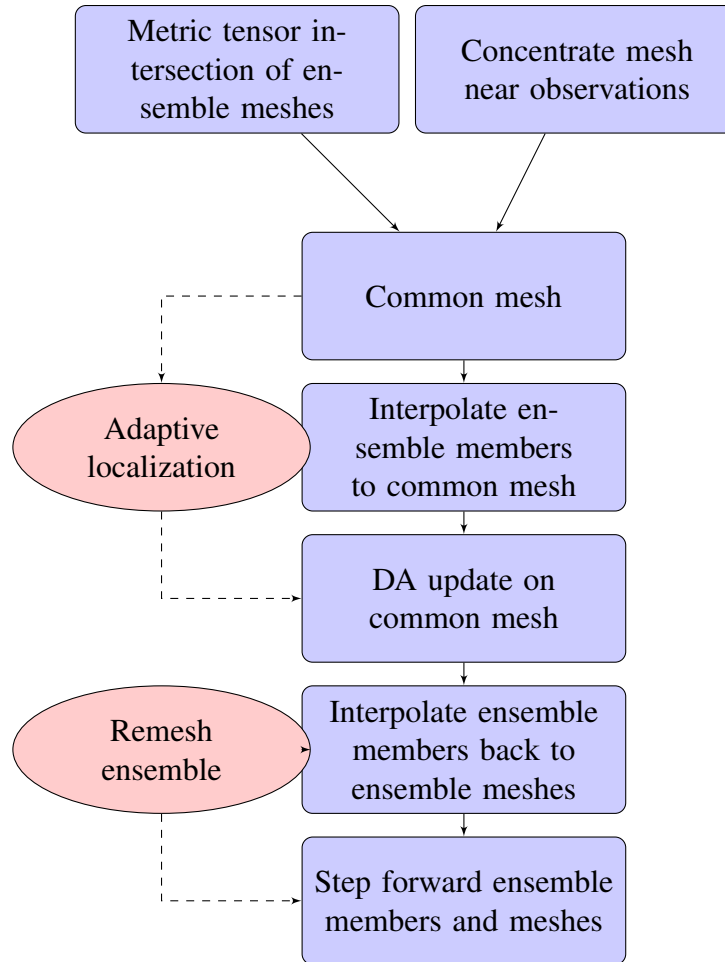 Metric tensor in-
tersection of en-
semble meshes
Concentrate mesh
near observations
Common mesh
Adaptive
localization
Interpolate en-
semble members
to common mesh
DA update on
common mesh
Remesh
ensemble
Interpolate ensemble
members back to
ensemble meshes
Step forward ensemble
members and meshes